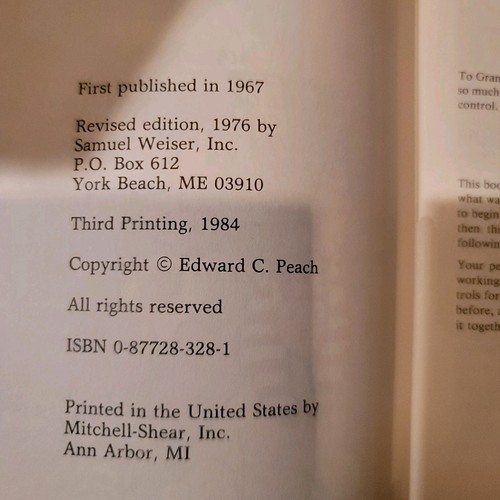 First published in 1967
Revised edition, 1976 by
Samuel Weiser, Inc.
P.O. Box 612
York Beach, ME 03910
Third Printing, 1984
Copyright © Edward C. Peach
All rights reserved
ISBN 0-87728-328-1
Printed in the United States by
Mitchell-Shear, Inc.
Ann Arbor, MI
To Gran
so much
control.
This boo
what wa
to begin
then thi
followin
Your pe
working
trols for
before, a
it togeth